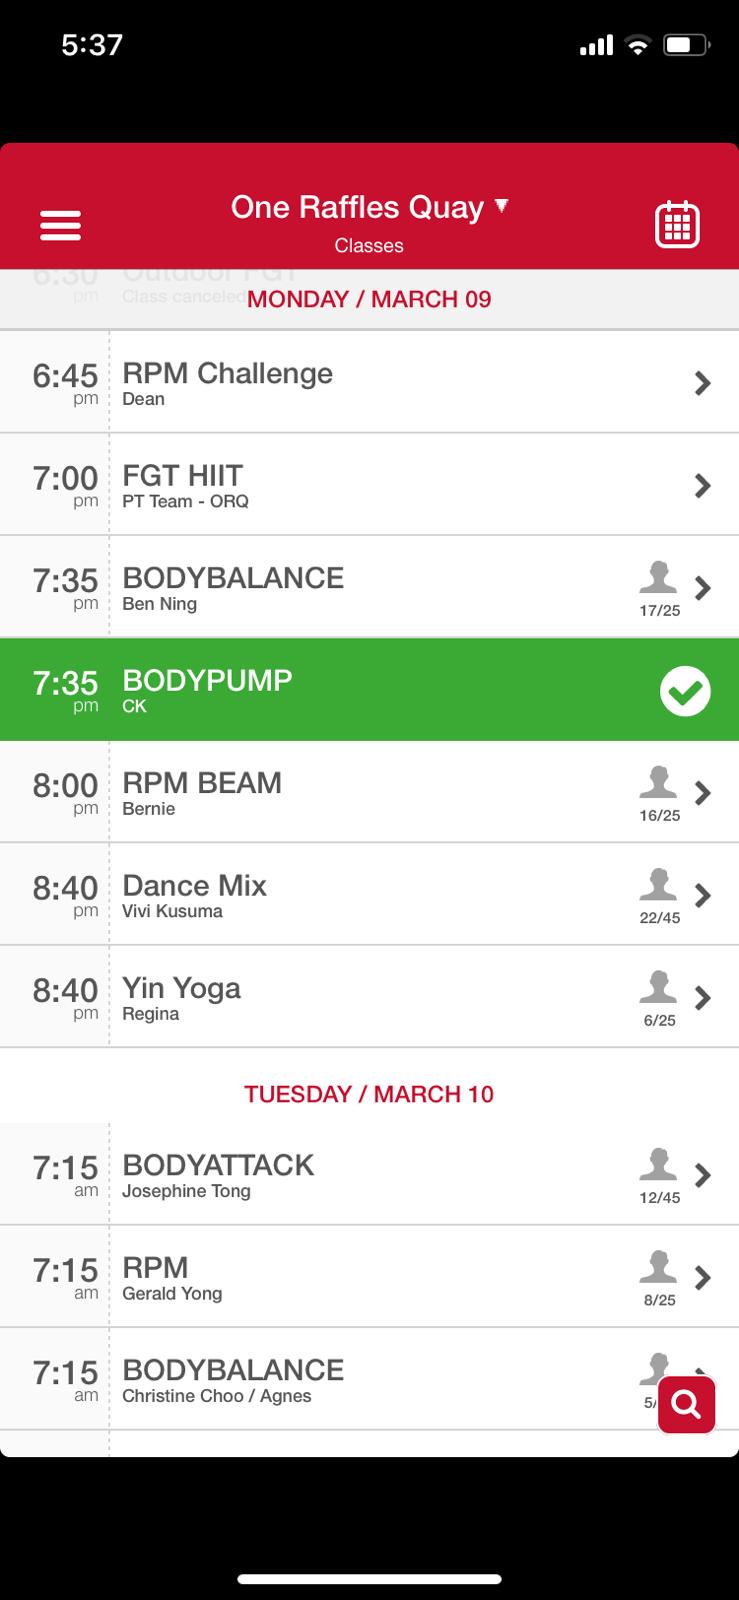 5:37
One Raffles Quay ▼
Classes
6:30 Outdoor FGT
pm Class canceled
MONDAY / MARCH 09
6:45 RPM Challenge
pm Dean
7:00 FGT HIIT
pm PT Team - ORQ
7:35 BODYBALANCE
pm Ben Ning
17/25
7:35 BODYPUMP
pm CK
8:00 RPM BEAM
pm Bernie
16/25
8:40 Dance Mix
pm Vivi Kusuma
22/45
8:40 Yin Yoga
pm Regina
6/25
TUESDAY / MARCH 10
7:15 BODYATTACK
am Josephine Tong
12/45
7:15 RPM
am Gerald Yong
8/25
7:15 BODYBALANCE
am Christine Choo / Agnes
5/